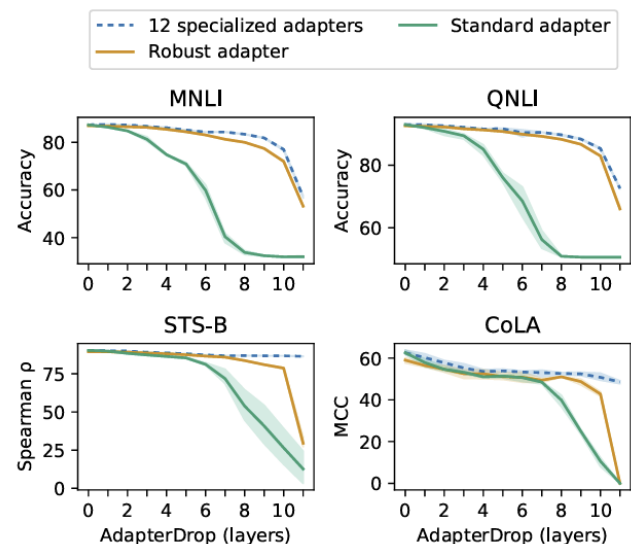 12 specialized adapters
Standard adapter
Robust adapter
MNLI
QNLI
Accuracy
80
60
40
0 2 4 6 8 10
Accuracy
80
60
0 2 4 6 8 10
STS-B
CoLA
Spearman ρ
75
50
25
0
0 2 4 6 8 10
AdapterDrop (layers)
MCC
60
40
20
0
0 2 4 6 8 10
AdapterDrop (layers)